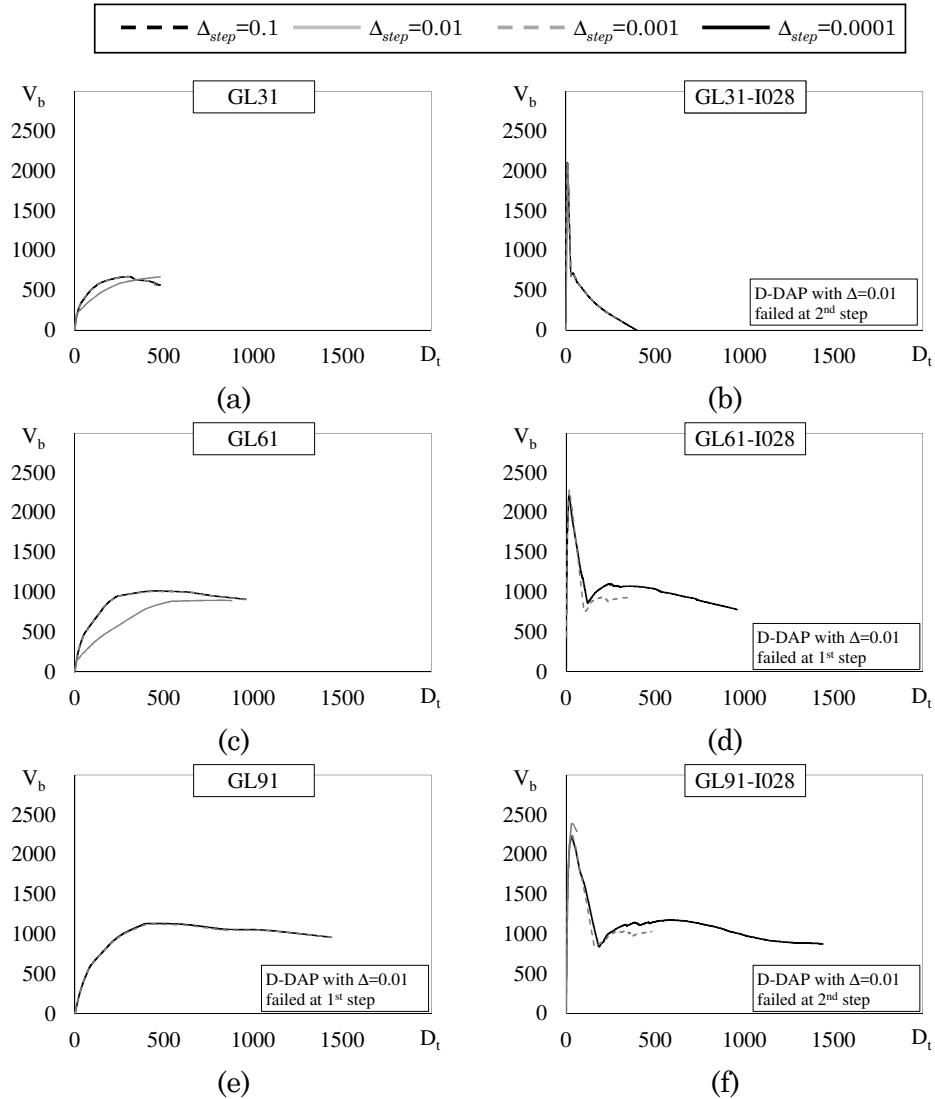 Δstep=0.1 Δstep=0.01 Δstep=0.001 Δstep=0.0001
Vb
GL31
2500
2000
1500
1000
500
0
0 500 1000 1500 Dt
(a)
Vb
GL31-I028
2500
2000
1500
1000
500
0
D-DAP with Δ=0.01
failed at 2nd step
0 500 1000 1500 Dt
(b)
Vb
GL61
2500
2000
1500
1000
500
0
0 500 1000 1500 Dt
(c)
Vb
GL61-I028
2500
2000
1500
1000
500
0
D-DAP with Δ=0.01
failed at 1st step
0 500 1000 1500 Dt
(d)
Vb
GL91
2500
2000
1500
1000
500
0
D-DAP with Δ=0.01
failed at 1st step
0 500 1000 1500 Dt
(e)
Vb
GL91-I028
2500
2000
1500
1000
500
0
D-DAP with Δ=0.01
failed at 2nd step
0 500 1000 1500 Dt
(f)